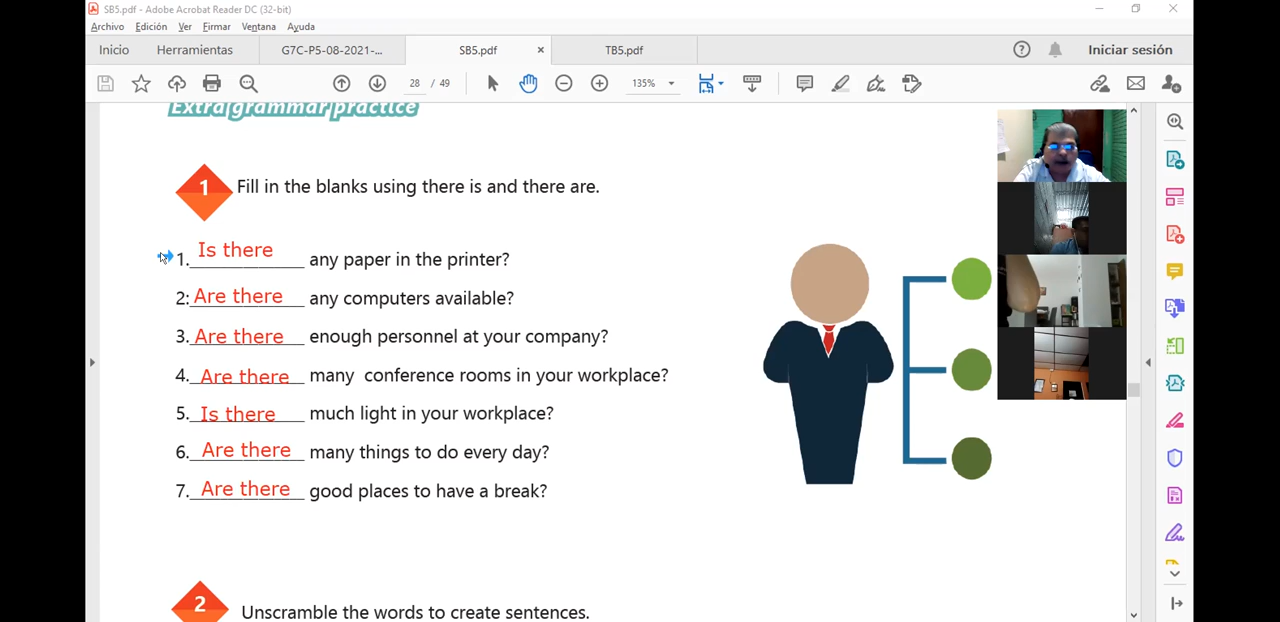 SB5.pdf - Adobe Acrobat Reader DC (32-bit)
Archivo Edición Ver Firmar Ventana Ayuda
Inicio Herramientas G7C-P5-08-2021-... SB5.pdf × TB5.pdf Iniciar sesión
28 / 49 135%
Extra grammar practice
1 Fill in the blanks using there is and there are.
1. Is there any paper in the printer?
2: Are there any computers available?
3. Are there enough personnel at your company?
4. Are there many conference rooms in your workplace?
5. Is there much light in your workplace?
6. Are there many things to do every day?
7. Are there good places to have a break?
2 Unscramble the words to create sentences.